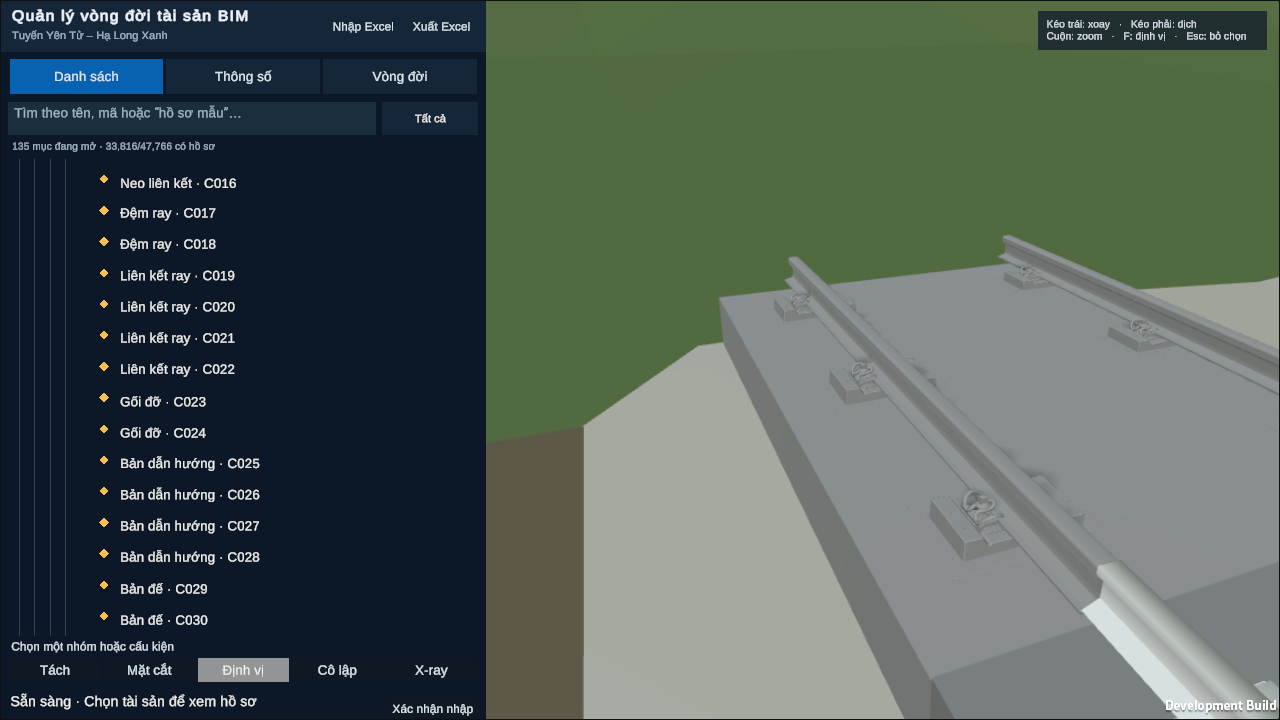 Quản lý vòng đời tài sản BIM
Tuyến Yên Tử – Hạ Long Xanh
Nhập Excel
Xuất Excel
Danh sách
Thông số
Vòng đời
Tìm theo tên, mã hoặc "hồ sơ mẫu"...
Tất cả
135 mục đang mở · 33,816/47,766 có hồ sơ
Neo liên kết · C016
Đệm ray · C017
Đệm ray · C018
Liên kết ray · C019
Liên kết ray · C020
Liên kết ray · C021
Liên kết ray · C022
Gối đỡ · C023
Gối đỡ · C024
Bản dẫn hướng · C025
Bản dẫn hướng · C026
Bản dẫn hướng · C027
Bản dẫn hướng · C028
Bản đế · C029
Bản đế · C030
Chọn một nhóm hoặc cấu kiện
Tách
Mặt cắt
Định vị
Cô lập
X-ray
Sẵn sàng · Chọn tài sản để xem hồ sơ
Xác nhận nhập
Kéo trái: xoay · Kéo phải: dịch
Cuộn: zoom · F: định vị · Esc: bỏ chọn
Development Build